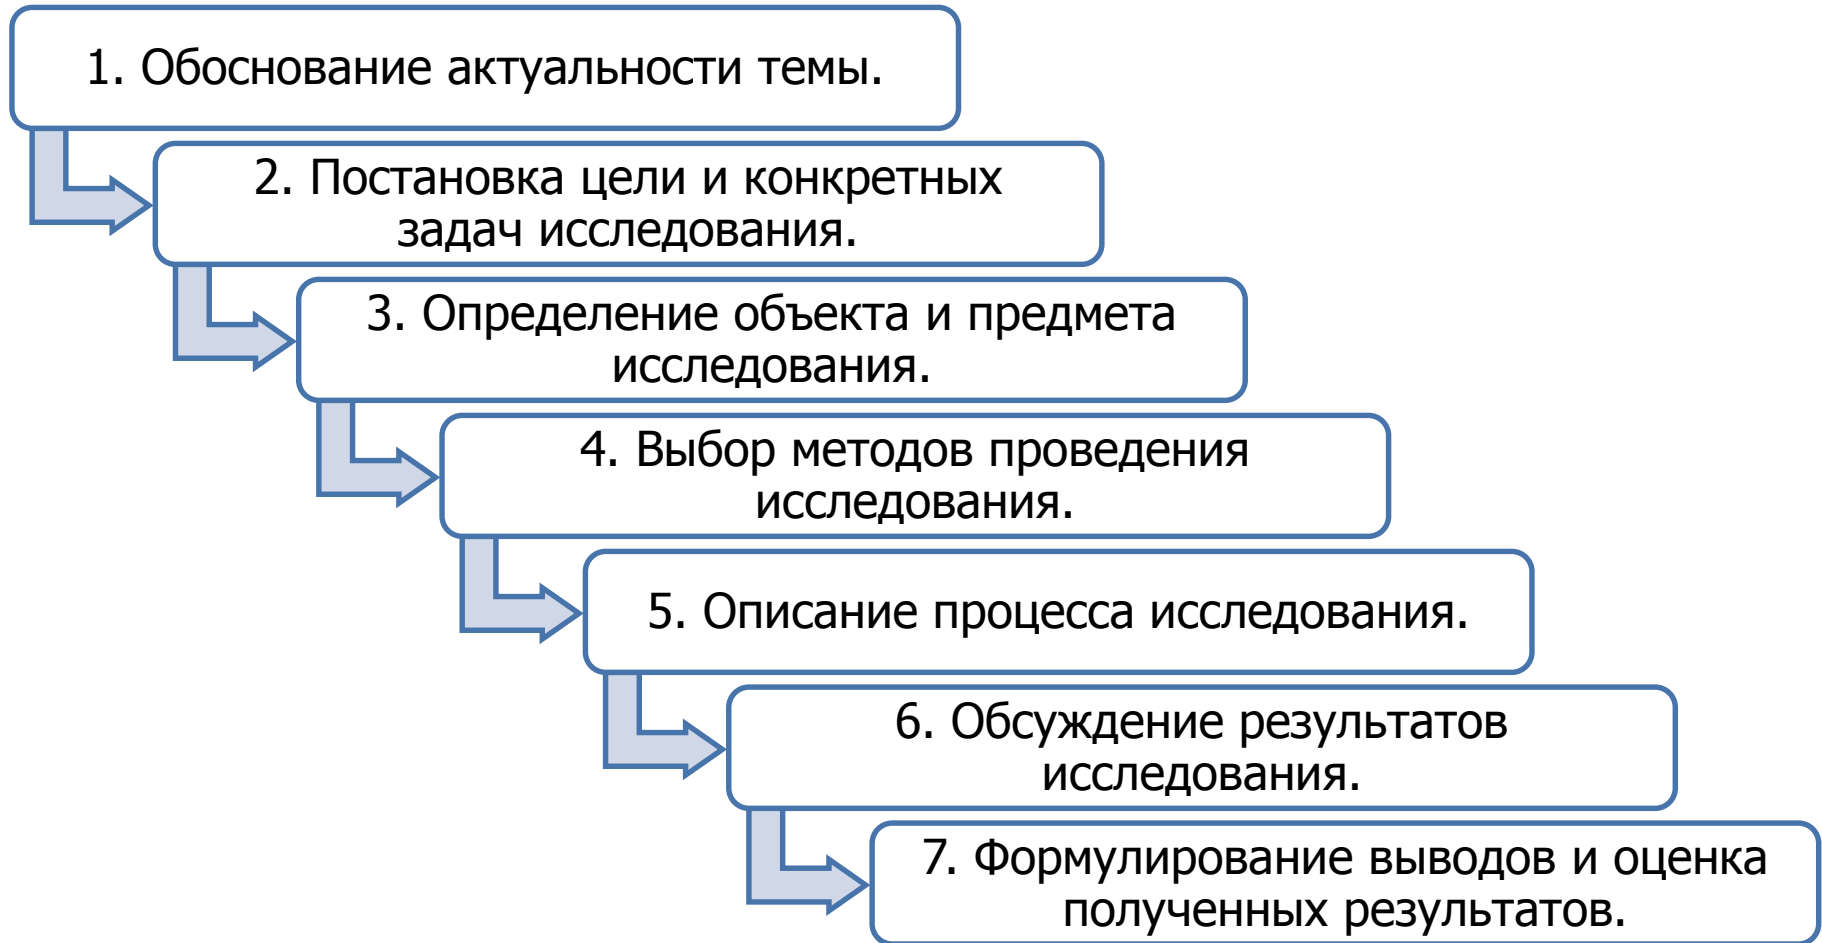 1. Обоснование актуальности темы.
2. Постановка цели и конкретных
задач исследования.
3. Определение объекта и предмета
исследования.
4. Выбор методов проведения
исследования.
5. Описание процесса исследования.
6. Обсуждение результатов
исследования.
7. Формулирование выводов и оценка
полученных результатов.